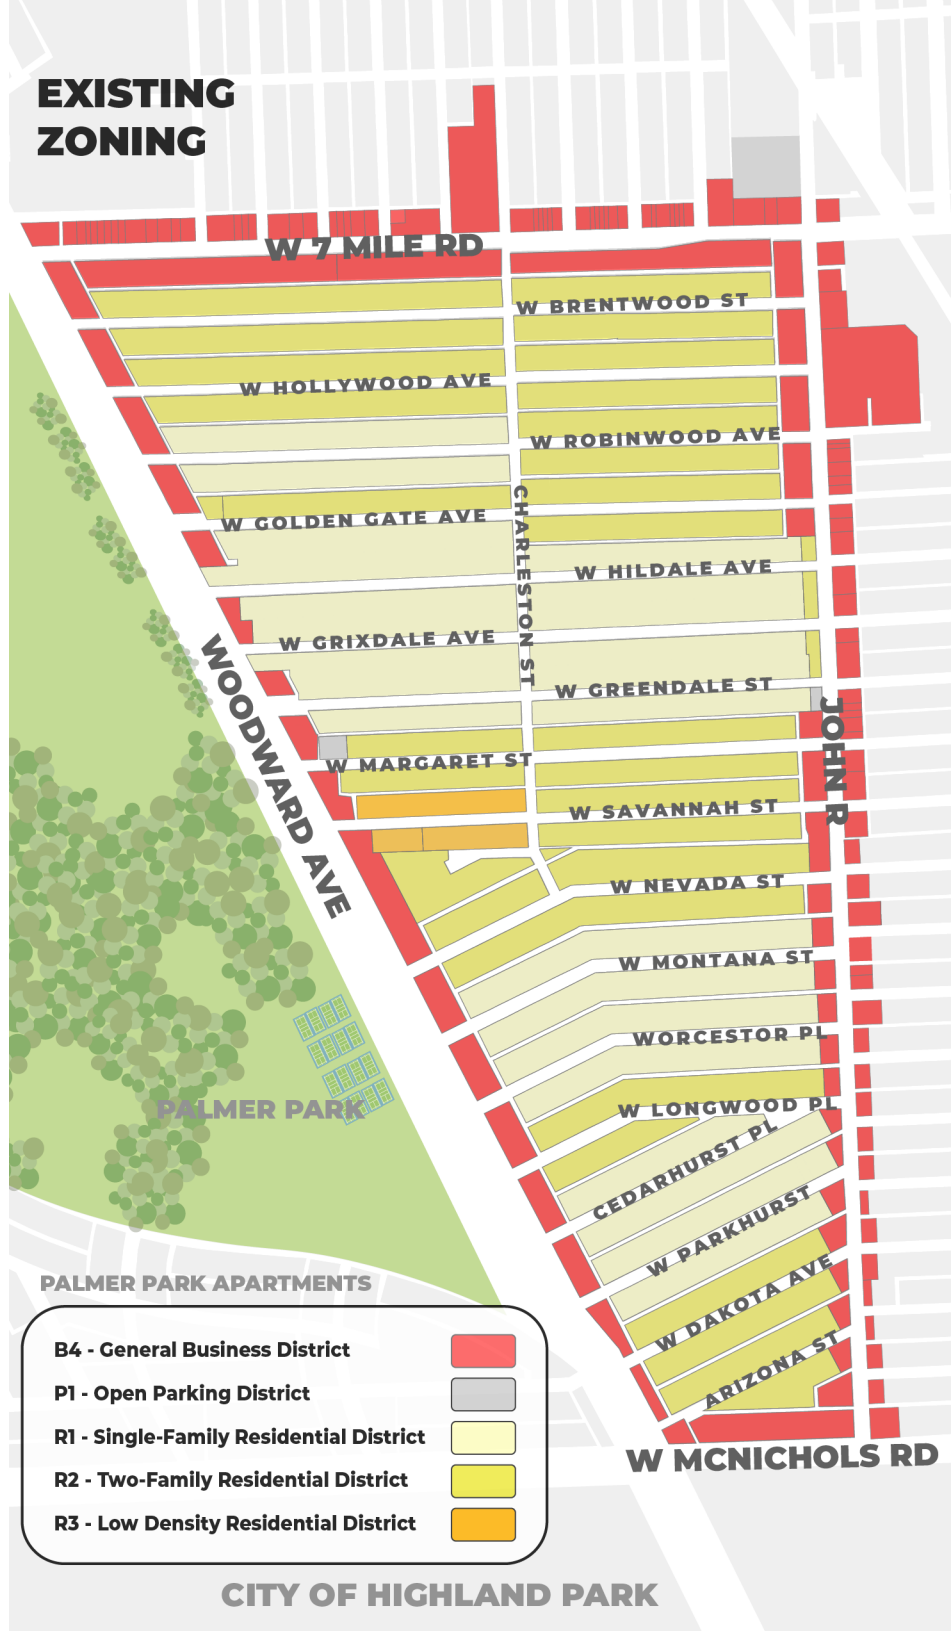 EXISTING
ZONING
W 7 MILE RD
W BRENTWOOD ST
W HOLLYWOOD AVE
W ROBINWOOD AVE
CHARLESTON ST
W GOLDEN GATE AVE
W HILDALE AVE
W GRIXDALE AVE
WOODWARD AVE
W GREENDALE ST
JOHN R
W MARGARET ST
W SAVANNAH ST
W NEVADA ST
W MONTANA ST
WORCESTOR PL
PALMER PARK
W LONGWOOD PL
CEDARHURST PL
W PARKHURST
W DAKOTA AVE
ARIZONA ST
PALMER PARK APARTMENTS
B4 - General Business District
P1 - Open Parking District
R1 - Single-Family Residential District
R2 - Two-Family Residential District
R3 - Low Density Residential District
W MCNICHOLS RD
CITY OF HIGHLAND PARK